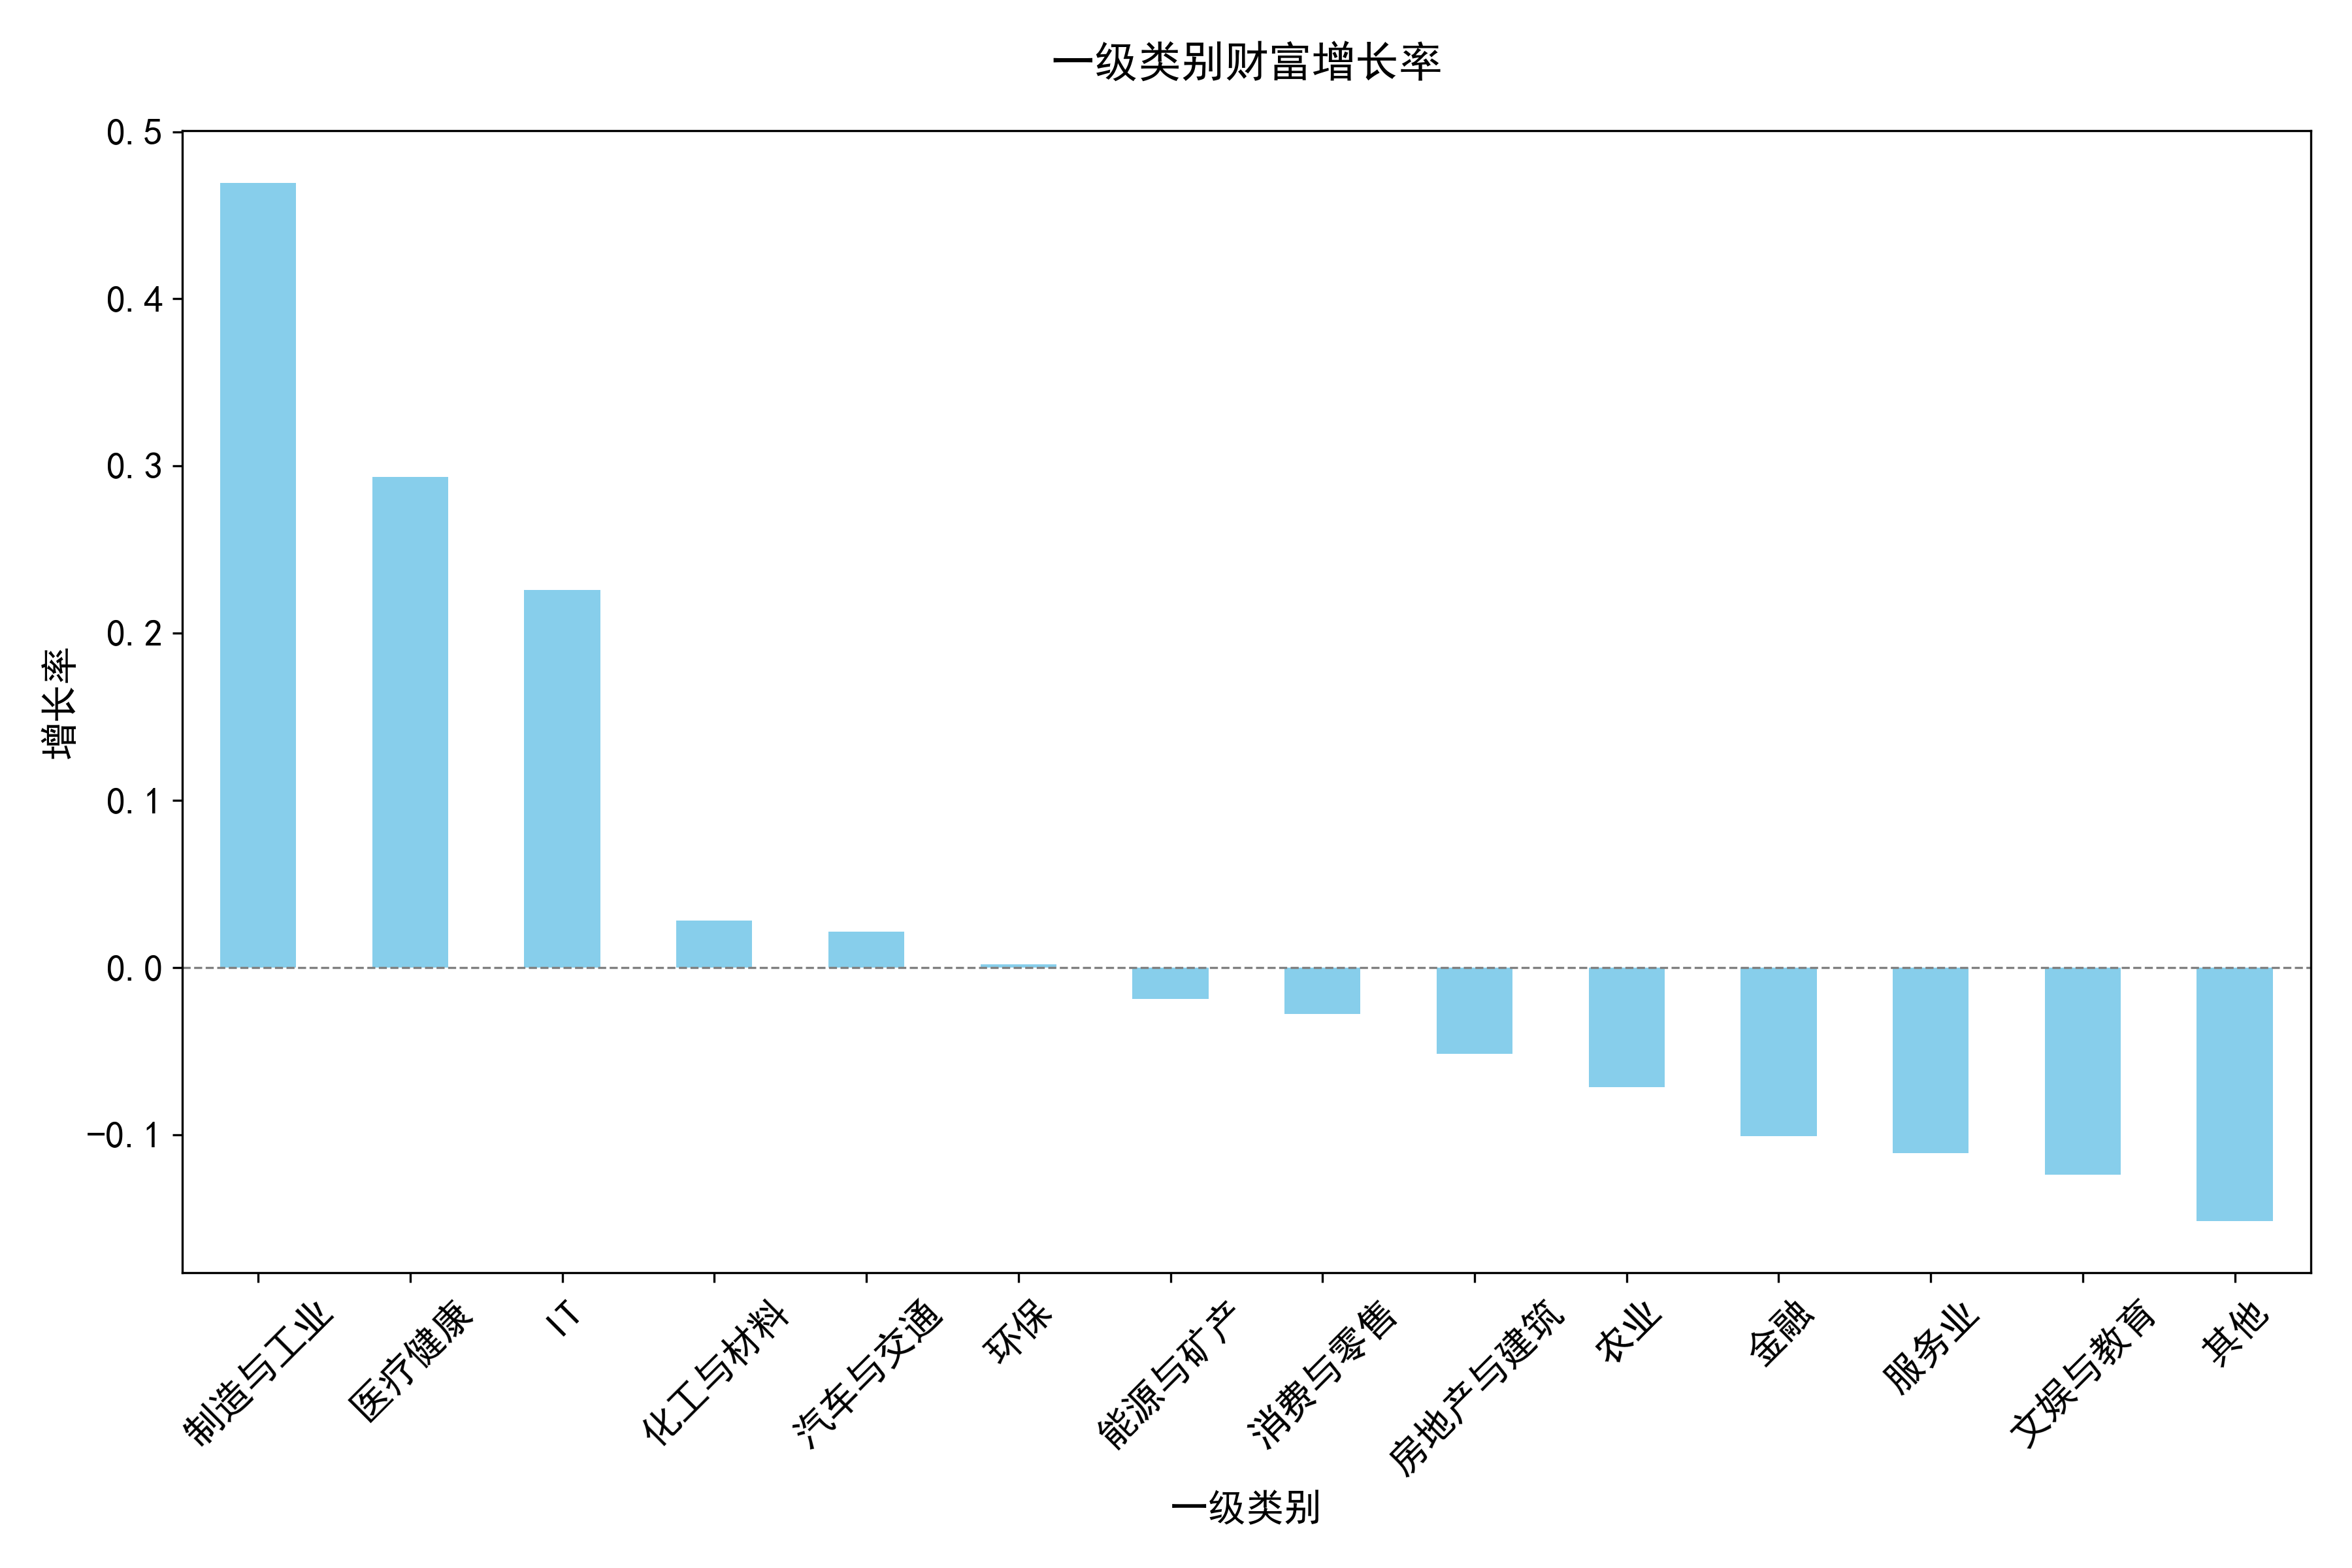 一级类别财富增长率
增长率
0.5
0.4
0.3
0.2
0.1
0.0
-0.1
制造与工业
医疗健康
IT
化工与材料
汽车与交通
环保
能源与矿产
消费与零售
房地产与建筑
农业
金融
服务业
文娱与教育
其他
一级类别